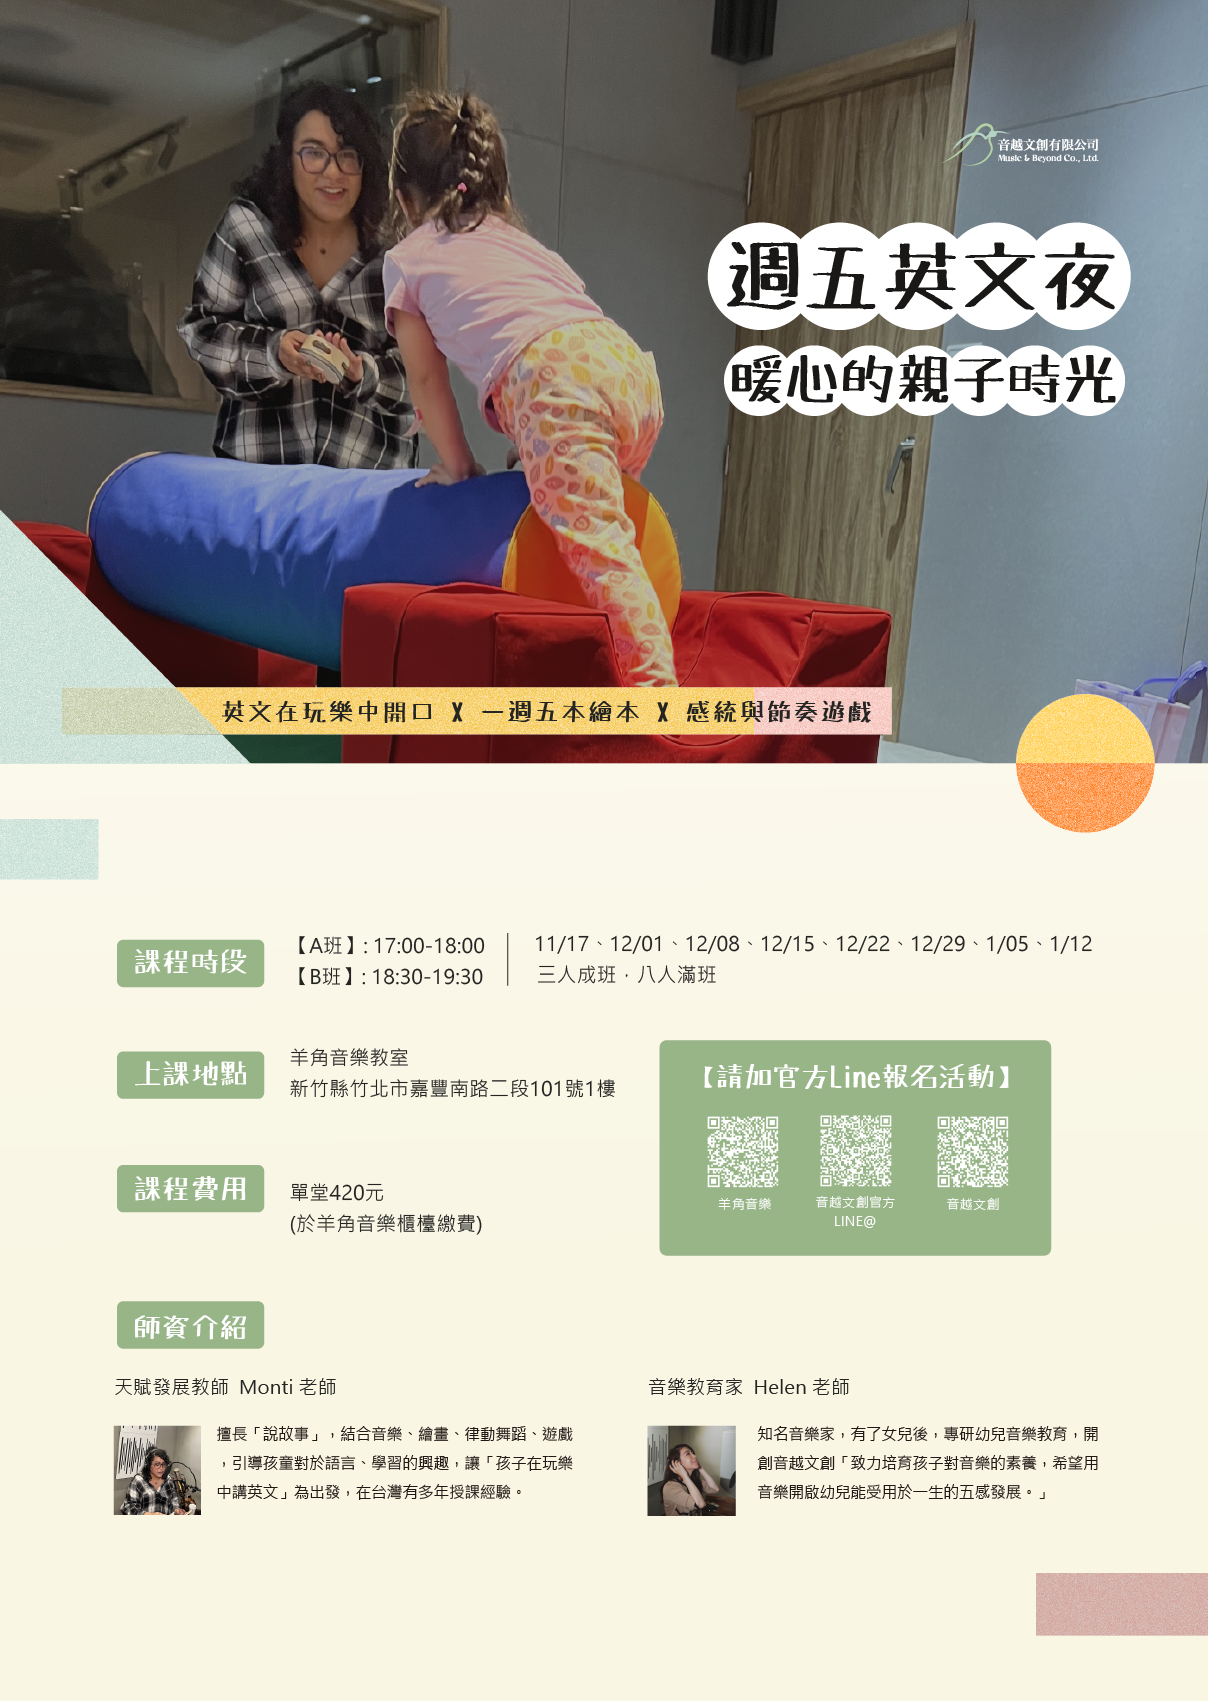 音越文創有限公司
Music & Beyond Co., Ltd.
週五英文夜
暖心的親子時光
英文在玩樂中開口 X 一週五本繪本 X 感統與節奏遊戲
課程時段
【A班】: 17:00-18:00
【B班】: 18:30-19:30
11/17、12/01、12/08、12/15、12/22、12/29、1/05、1/12
三人成班，八人滿班
上課地點
羊角音樂教室
新竹縣竹北市嘉豐南路二段101號1樓
【請加官方Line報名活動】
羊角音樂
音越文創官方
LINE@
音越文創
課程費用
單堂420元
(於羊角音樂櫃檯繳費)
師資介紹
天賦發展教師 Monti 老師
擅長「說故事」，結合音樂、繪畫、律動舞蹈、遊戲
，引導孩童對於語言、學習的興趣，讓「孩子在玩樂
中講英文」為出發，在台灣有多年授課經驗。
音樂教育家 Helen 老師
知名音樂家，有了女兒後，專研幼兒音樂教育，開
創音越文創「致力培育孩子對音樂的素養，希望用
音樂開啟幼兒能受用於一生的五感發展。」